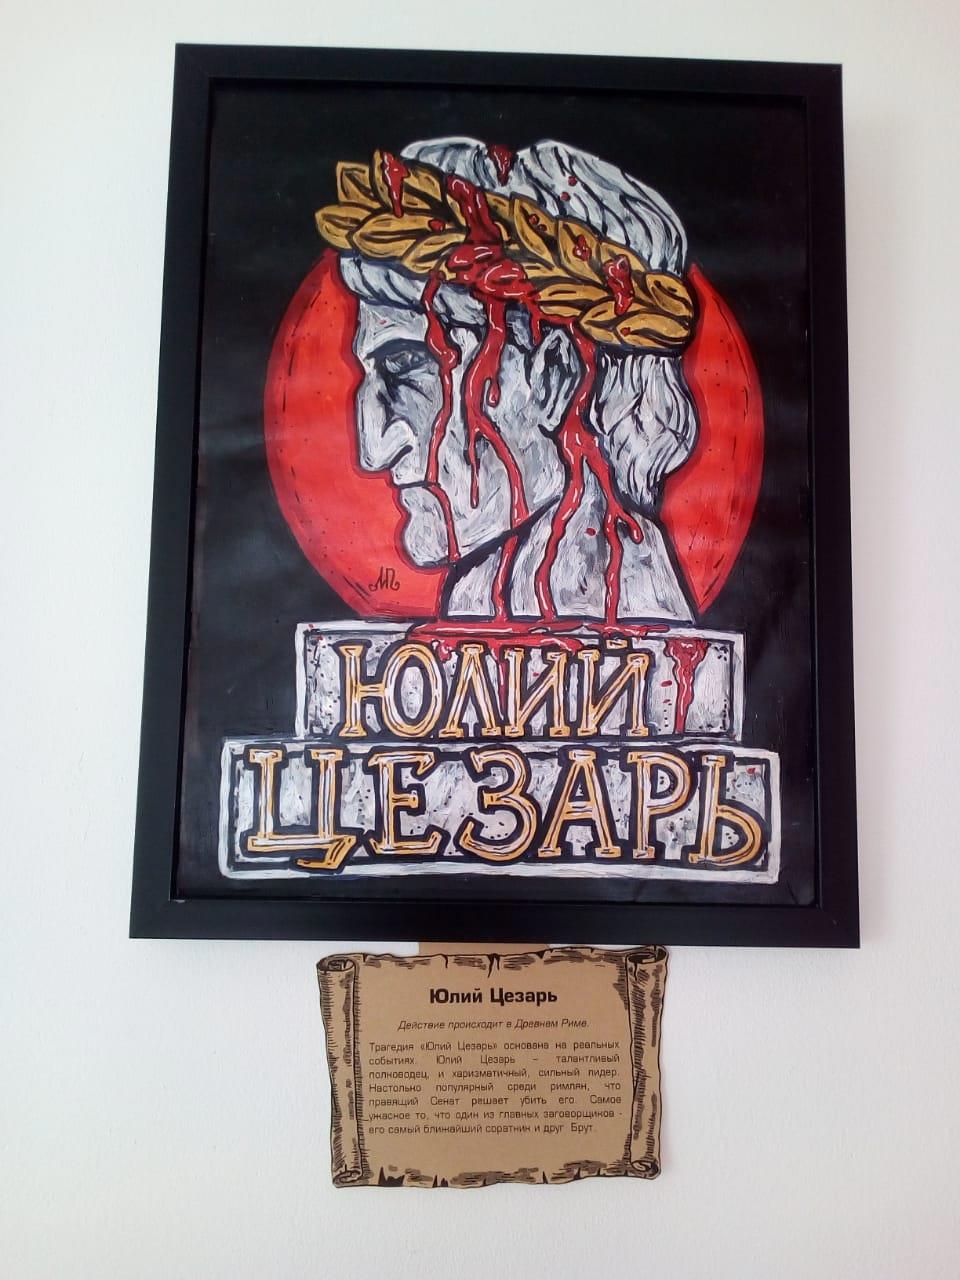 МП
ЮЛИЙ
ЦЕЗАРЬ
Юлий Цезарь
Действие происходит в Древнем Риме.
Трагедия «Юлий Цезарь» основана на реальных
событиях. Юлий Цезарь – талантливый
полководец, и харизматичный, сильный лидер.
Настолько популярный среди римлян, что
правящий Сенат решает убить его. Самое
ужасное то, что один из главных заговорщиков -
его самый ближайший соратник и друг Брут.